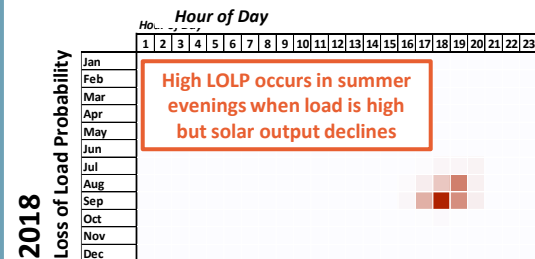 Hour of Day
1 2 3 4 5 6 7 8 9 10 11 12 13 14 15 16 17 18 19 20 21 22 23
2018
Loss of Load Probability
Jan
Feb
Mar
Apr
May
Jun
Jul
Aug
Sep
Oct
Nov
Dec
High LOLP occurs in summer
evenings when load is high
but solar output declines